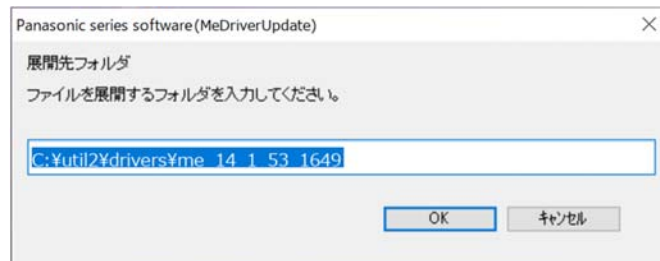 Panasonic series software(MeDriverUpdate)
展開先フォルダ
ファイルを展開するフォルダを入力してください。
C:¥util2¥drivers¥me_14_1_53_1649
OK キャンセル